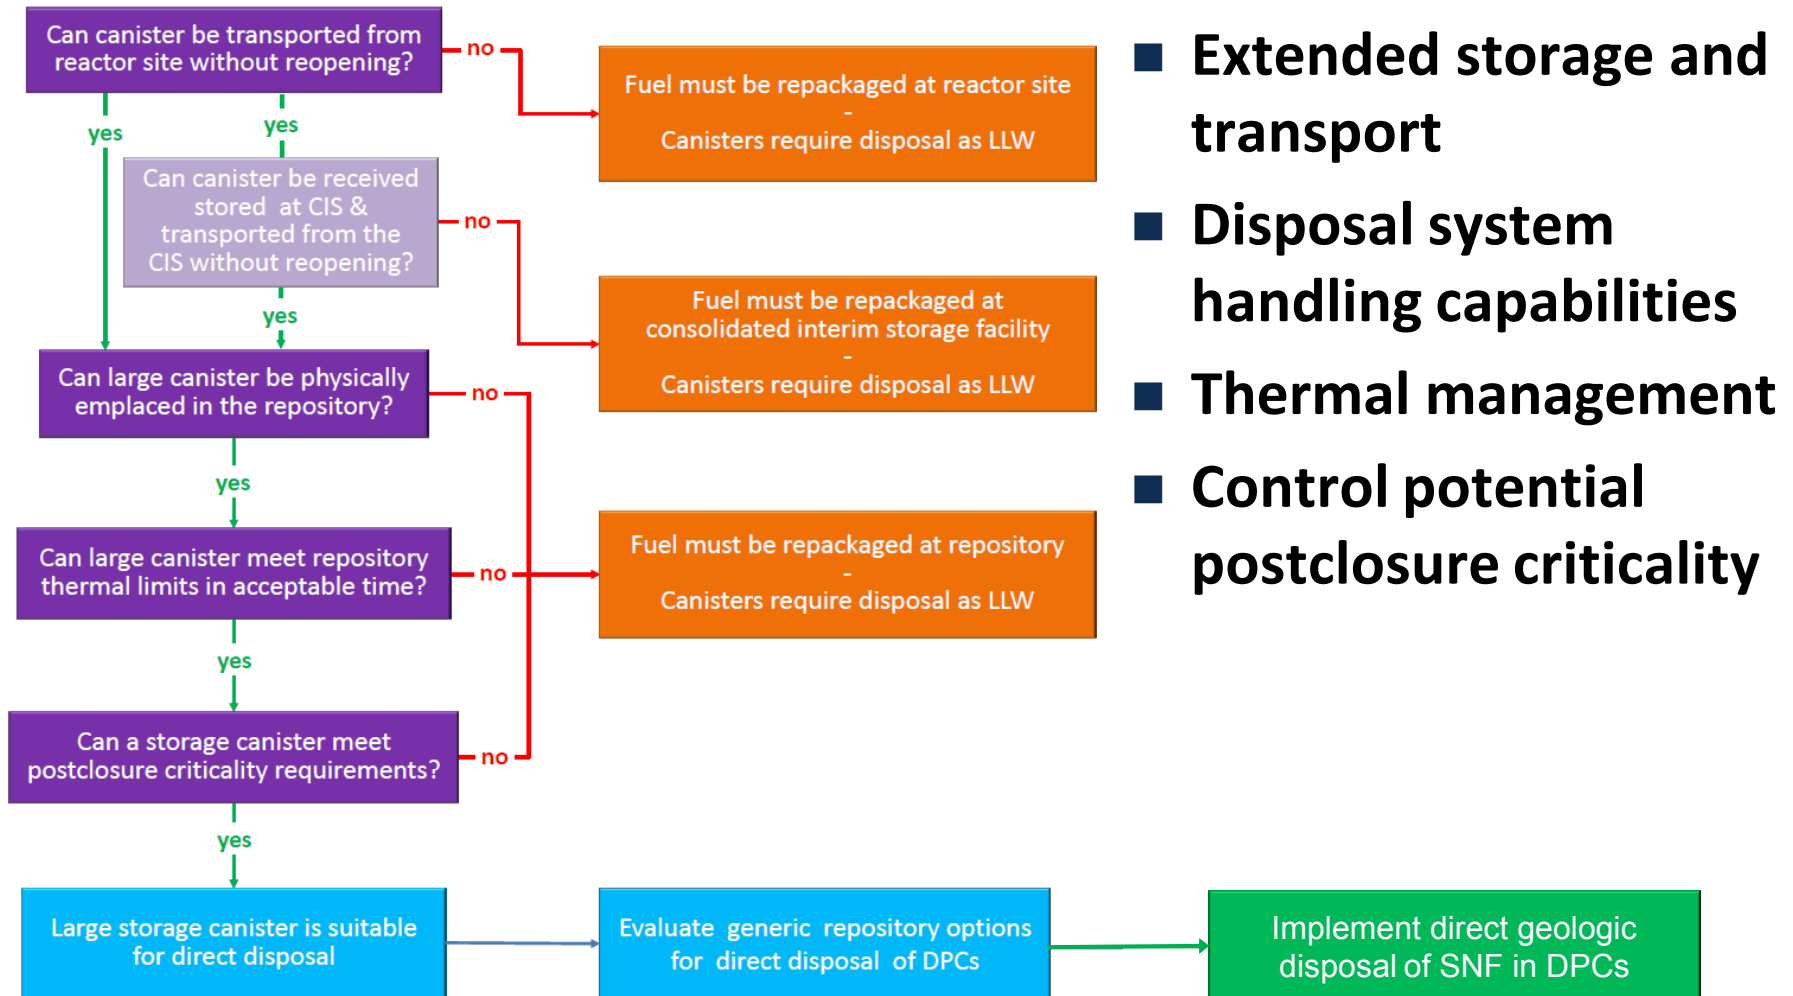 Can canister be transported from
reactor site without reopening?
no
Fuel must be repackaged at reactor site
-
Canisters require disposal as LLW
yes
yes
Can canister be received
stored at CIS &
transported from the
CIS without reopening?
no
Fuel must be repackaged at
consolidated interim storage facility
-
Canisters require disposal as LLW
yes
Can large canister be physically
emplaced in the repository?
no
yes
Can large canister meet repository
thermal limits in acceptable time?
no
Fuel must be repackaged at repository
-
Canisters require disposal as LLW
yes
Can a storage canister meet
postclosure criticality requirements?
no
yes
Large storage canister is suitable
for direct disposal
Evaluate generic repository options
for direct disposal of DPCs
Implement direct geologic
disposal of SNF in DPCs
Extended storage and
transport
Disposal system
handling capabilities
Thermal management
Control potential
postclosure criticality